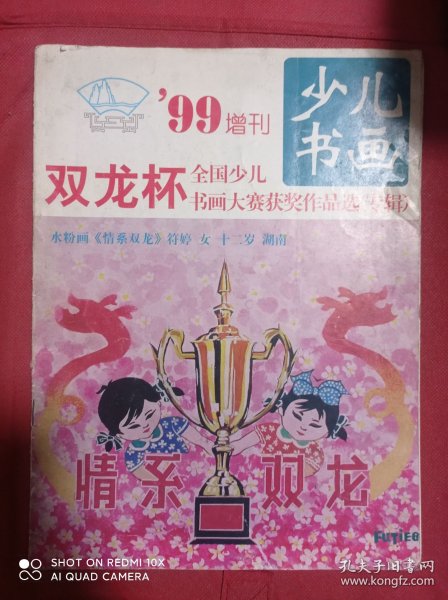 '99增刊
少儿
书画
双龙杯
全国少儿
书画大赛获奖作品选(专辑)
水粉画《情系双龙》符婷 女 十二岁 湖南
情系 双龙
SHOT ON REDMI 10X
AI QUAD CAMERA
孔夫子旧书网
www.kongfz.com